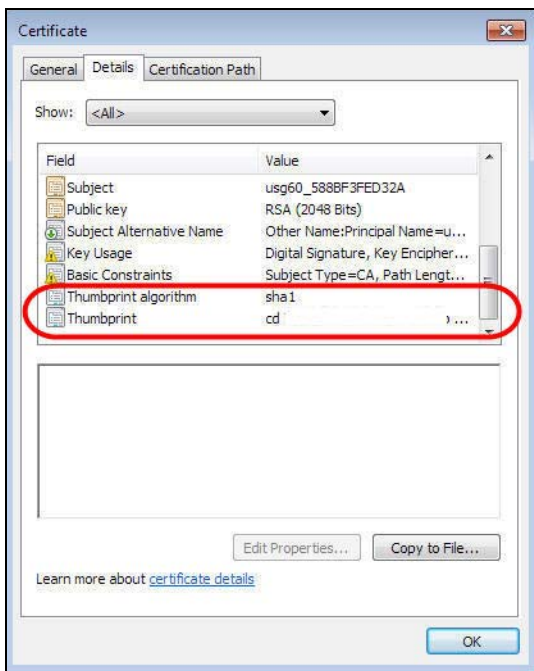 Certificate
General Details Certification Path
Show: <All>
Field Value
Subject usg60_588BF3FED32A
Public key RSA (2048 Bits)
Subject Alternative Name Other Name:Principal Name=u...
Key Usage Digital Signature, Key Encipher...
Basic Constraints Subject Type=CA, Path Lengt...
Thumbprint algorithm sha1
Thumbprint cd ...
Edit Properties... Copy to File...
Learn more about certificate details
OK